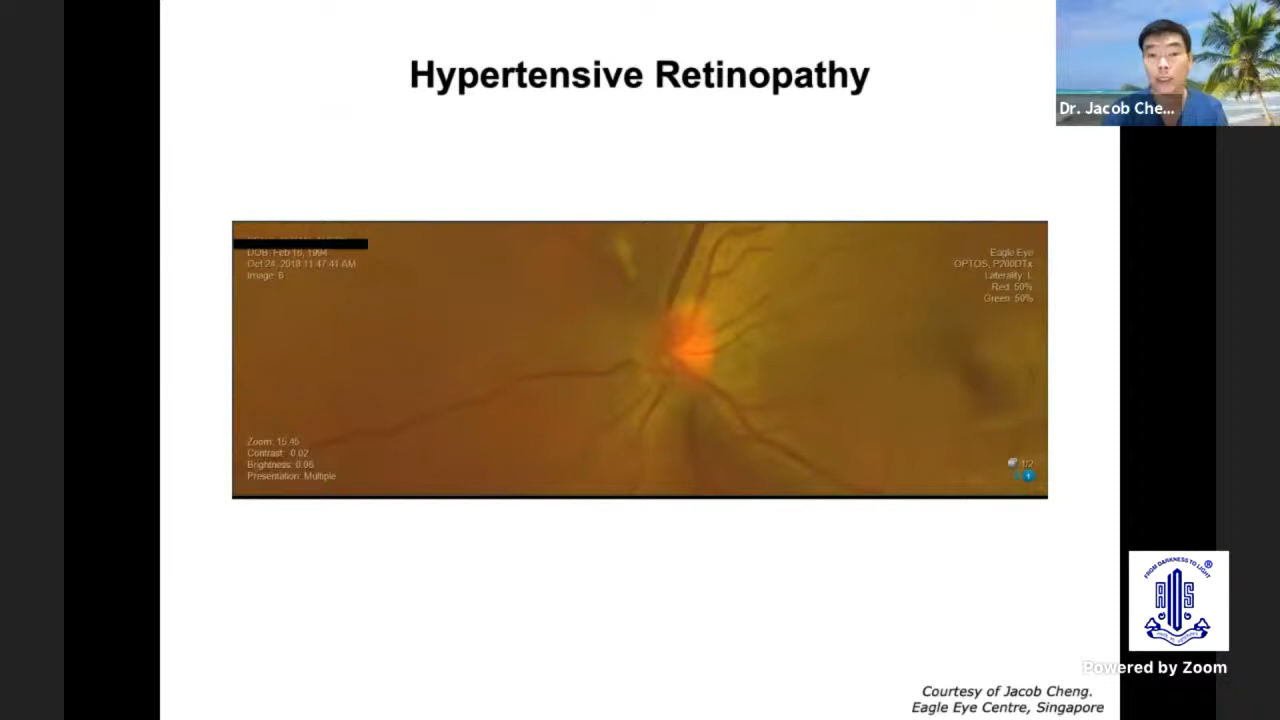 Hypertensive Retinopathy
Dr. Jacob Che...
DOB: Feb 16, 1994
Oct 24, 2018 11:47:41 AM
Image: 6
Eagle Eye
OPTOS, P200DTx
Laterality: L
Red: 50%
Green: 50%
Zoom: 15.45
Contrast: 0.02
Brightness: 0.06
Presentation: Multiple
1/2
FROM DARKNESS TO LIGHT
®
AIOS
Powered by Zoom
Courtesy of Jacob Cheng.
Eagle Eye Centre, Singapore